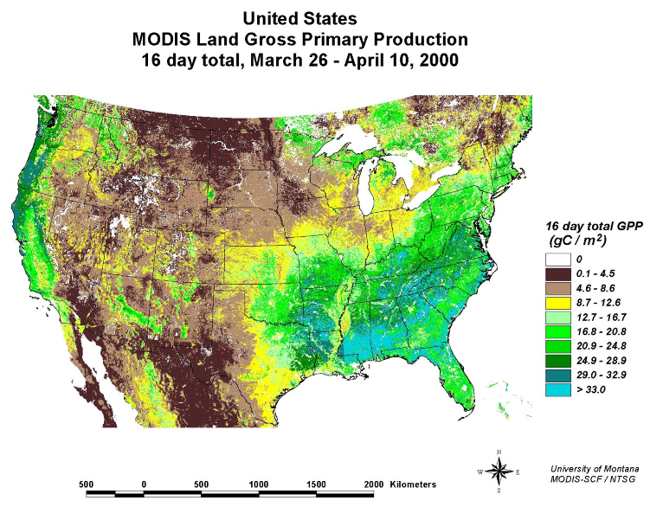 United States
MODIS Land Gross Primary Production
16 day total, March 26 - April 10, 2000
16 day total GPP
(gC / m²)
0
0.1 - 4.5
4.6 - 8.6
8.7 - 12.6
12.7 - 16.7
16.8 - 20.8
20.9 - 24.8
24.9 - 28.9
29.0 - 32.9
> 33.0
N
W E
S
500 0 500 1000 1500 2000 Kilometers
University of Montana
MODIS-SCF / NTSG